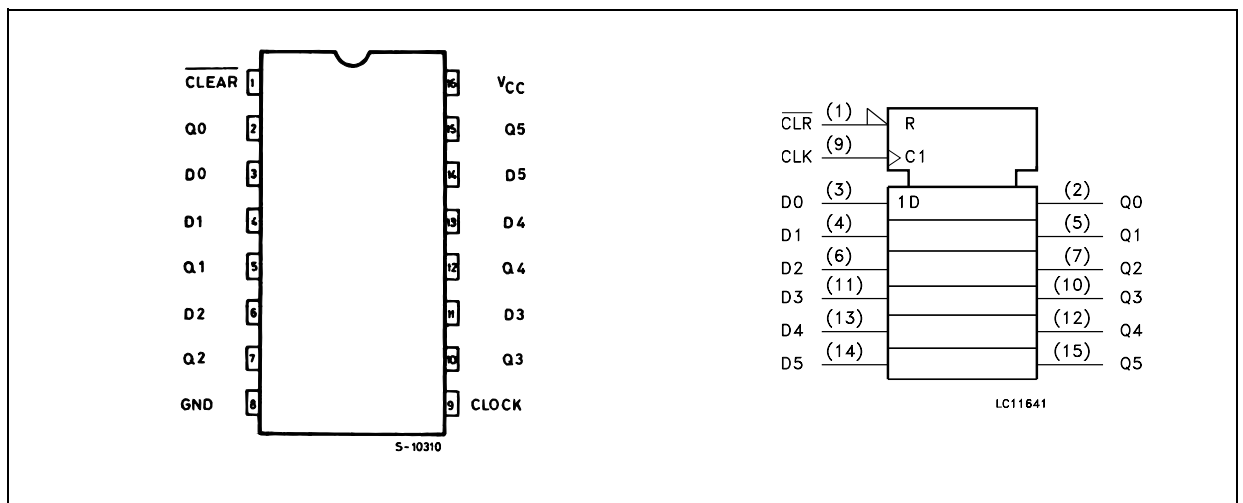 CLEAR 1 16 VCC
Q0 2 15 Q5
D0 3 14 D5
D1 4 13 D4
Q1 5 12 Q4
D2 6 11 D3
Q2 7 10 Q3
GND 8 9 CLOCK
S-10310
CLR (1) R
CLK (9) C1
D0 (3) 1D (2) Q0
D1 (4) (5) Q1
D2 (6) (7) Q2
D3 (11) (10) Q3
D4 (13) (12) Q4
D5 (14) (15) Q5
LC11641